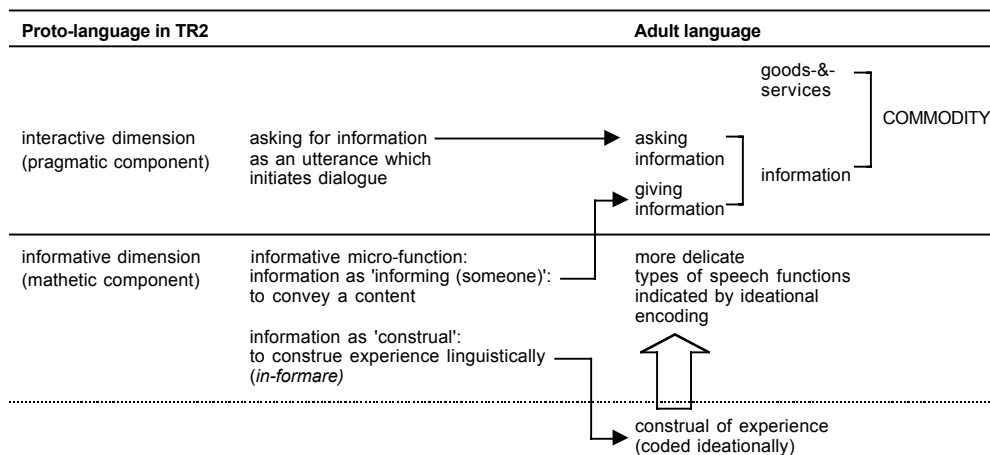 Proto-language in TR2
Adult language
goods-&-
services
COMMODITY
interactive dimension
(pragmatic component)
asking for information
as an utterance which
initiates dialogue
asking
information
information
giving
information
informative dimension
(mathetic component)
informative micro-function:
information as 'informing (someone)':
to convey a content
more delicate
types of speech functions
indicated by ideational
encoding
information as 'construal':
to construe experience linguistically
(in-formare)
construal of experience
(coded ideationally)